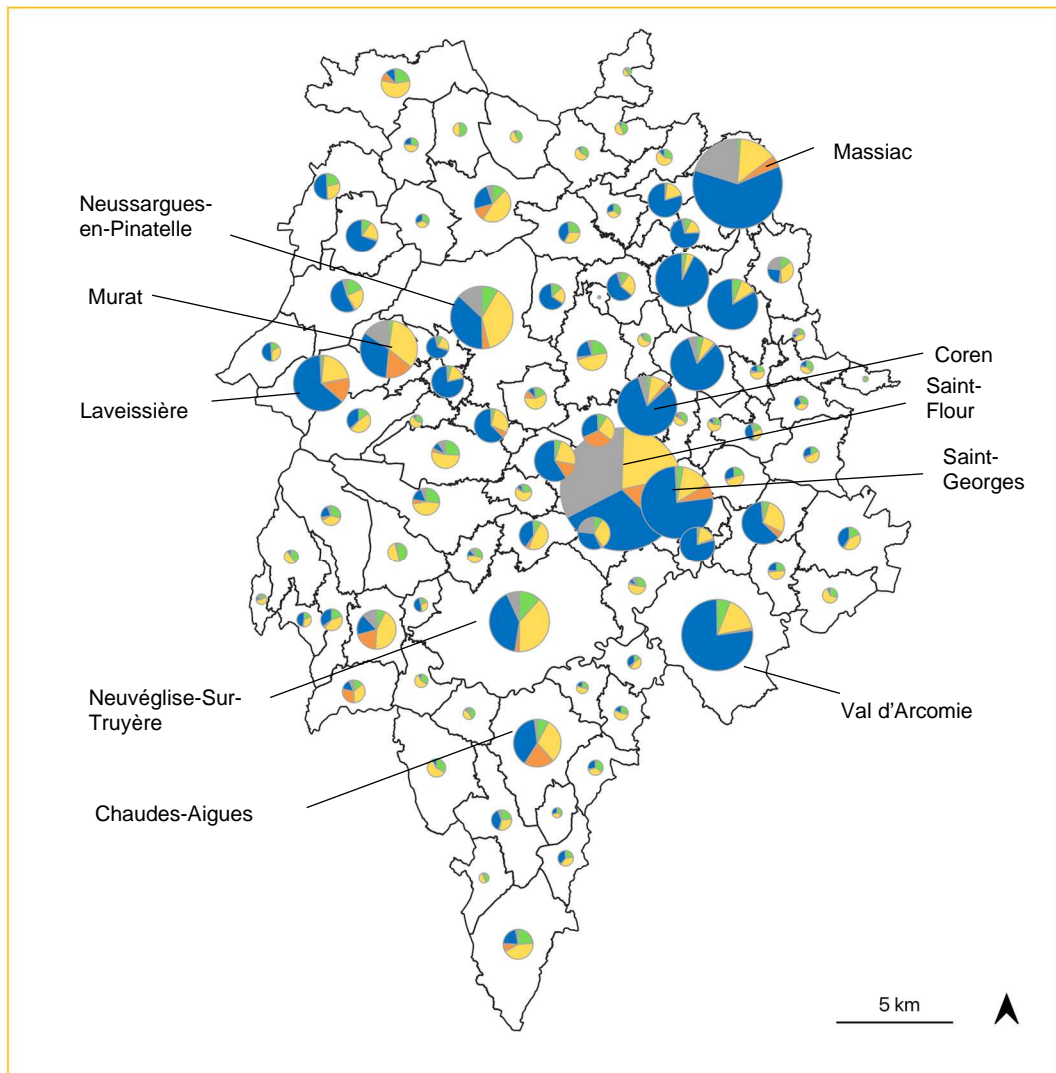 Massiac
Neussargues-
en-Pinatelle
Murat
Coren
Saint-
Flour
Laveissière
Saint-
Georges
Neuvéglise-Sur-
Truyère
Val d'Arcomie
Chaudes-Aigues
5 km